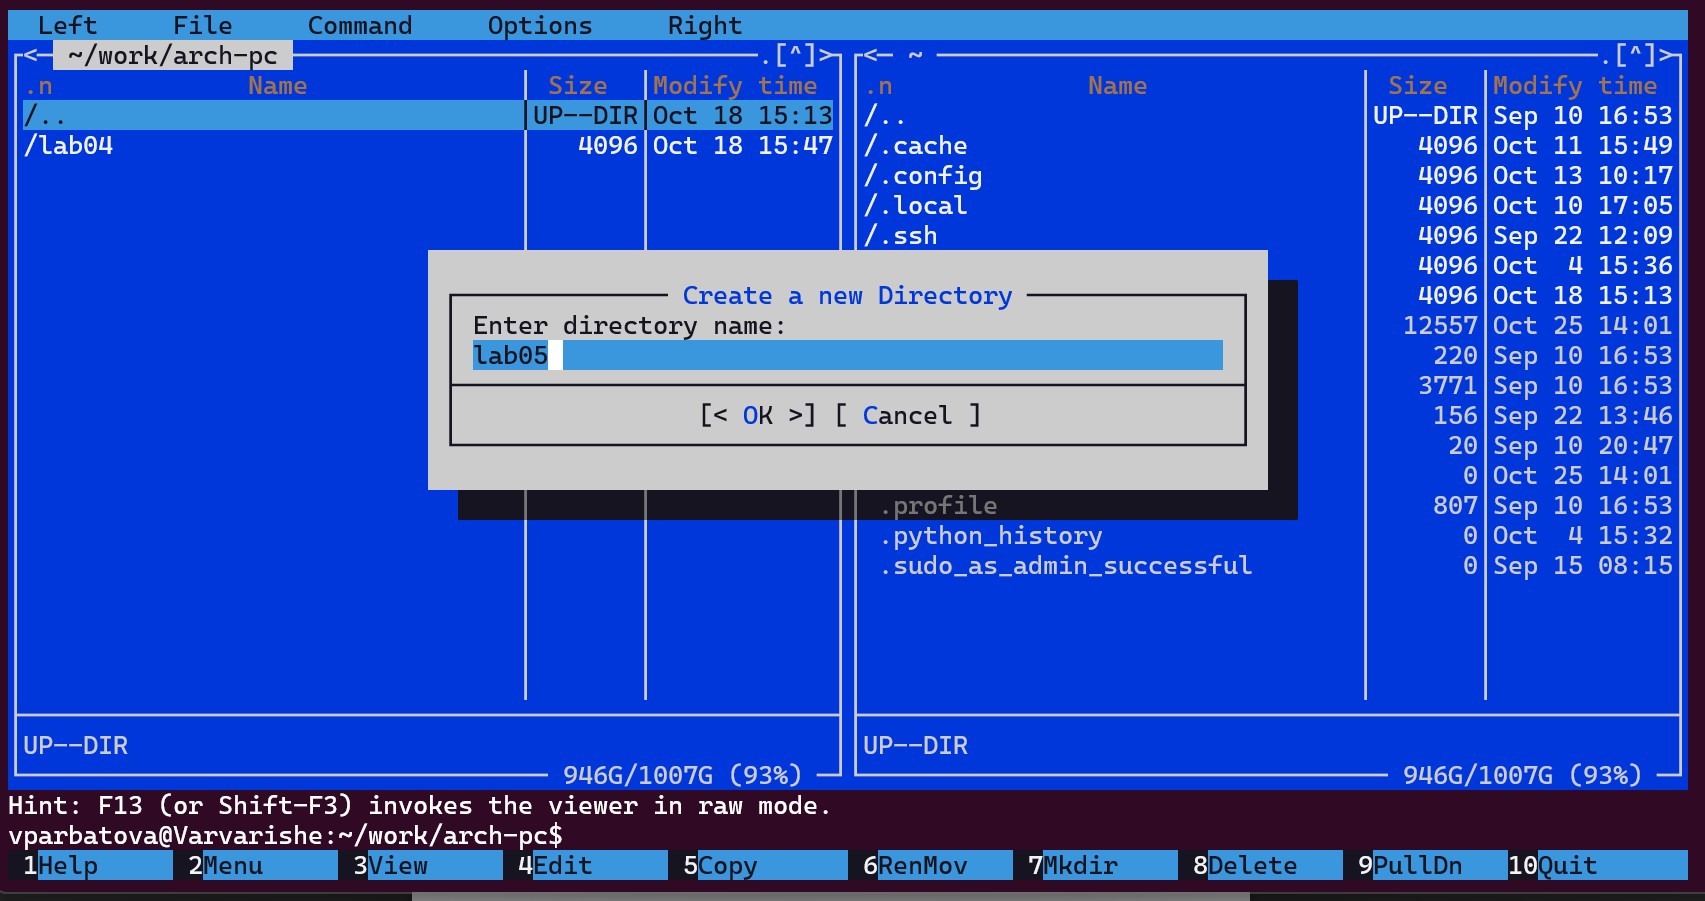 Left File Command Options Right
<─ ~/work/arch-pc .[^]> <─ ~ .[^]>
.n Name Size Modify time .n Name Size Modify time
/.. UP--DIR Oct 18 15:13 /.. UP--DIR Sep 10 16:53
/lab04 4096 Oct 18 15:47 /.cache 4096 Oct 11 15:49
/.config 4096 Oct 13 10:17
/.local 4096 Oct 10 17:05
/.ssh 4096 Sep 22 12:09
4096 Oct 4 15:36
Create a new Directory 4096 Oct 18 15:13
Enter directory name: 12557 Oct 25 14:01
lab05 220 Sep 10 16:53
3771 Sep 10 16:53
[< OK >] [ Cancel ] 156 Sep 22 13:46
20 Sep 10 20:47
0 Oct 25 14:01
.profile 807 Sep 10 16:53
.python_history 0 Oct 4 15:32
.sudo_as_admin_successful 0 Sep 15 08:15
UP--DIR UP--DIR
946G/1007G (93%) 946G/1007G (93%)
Hint: F13 (or Shift-F3) invokes the viewer in raw mode.
vparbatova@Varvarishe:~/work/arch-pc$
1Help 2Menu 3View 4Edit 5Copy 6RenMov 7Mkdir 8Delete 9PullDn 10Quit